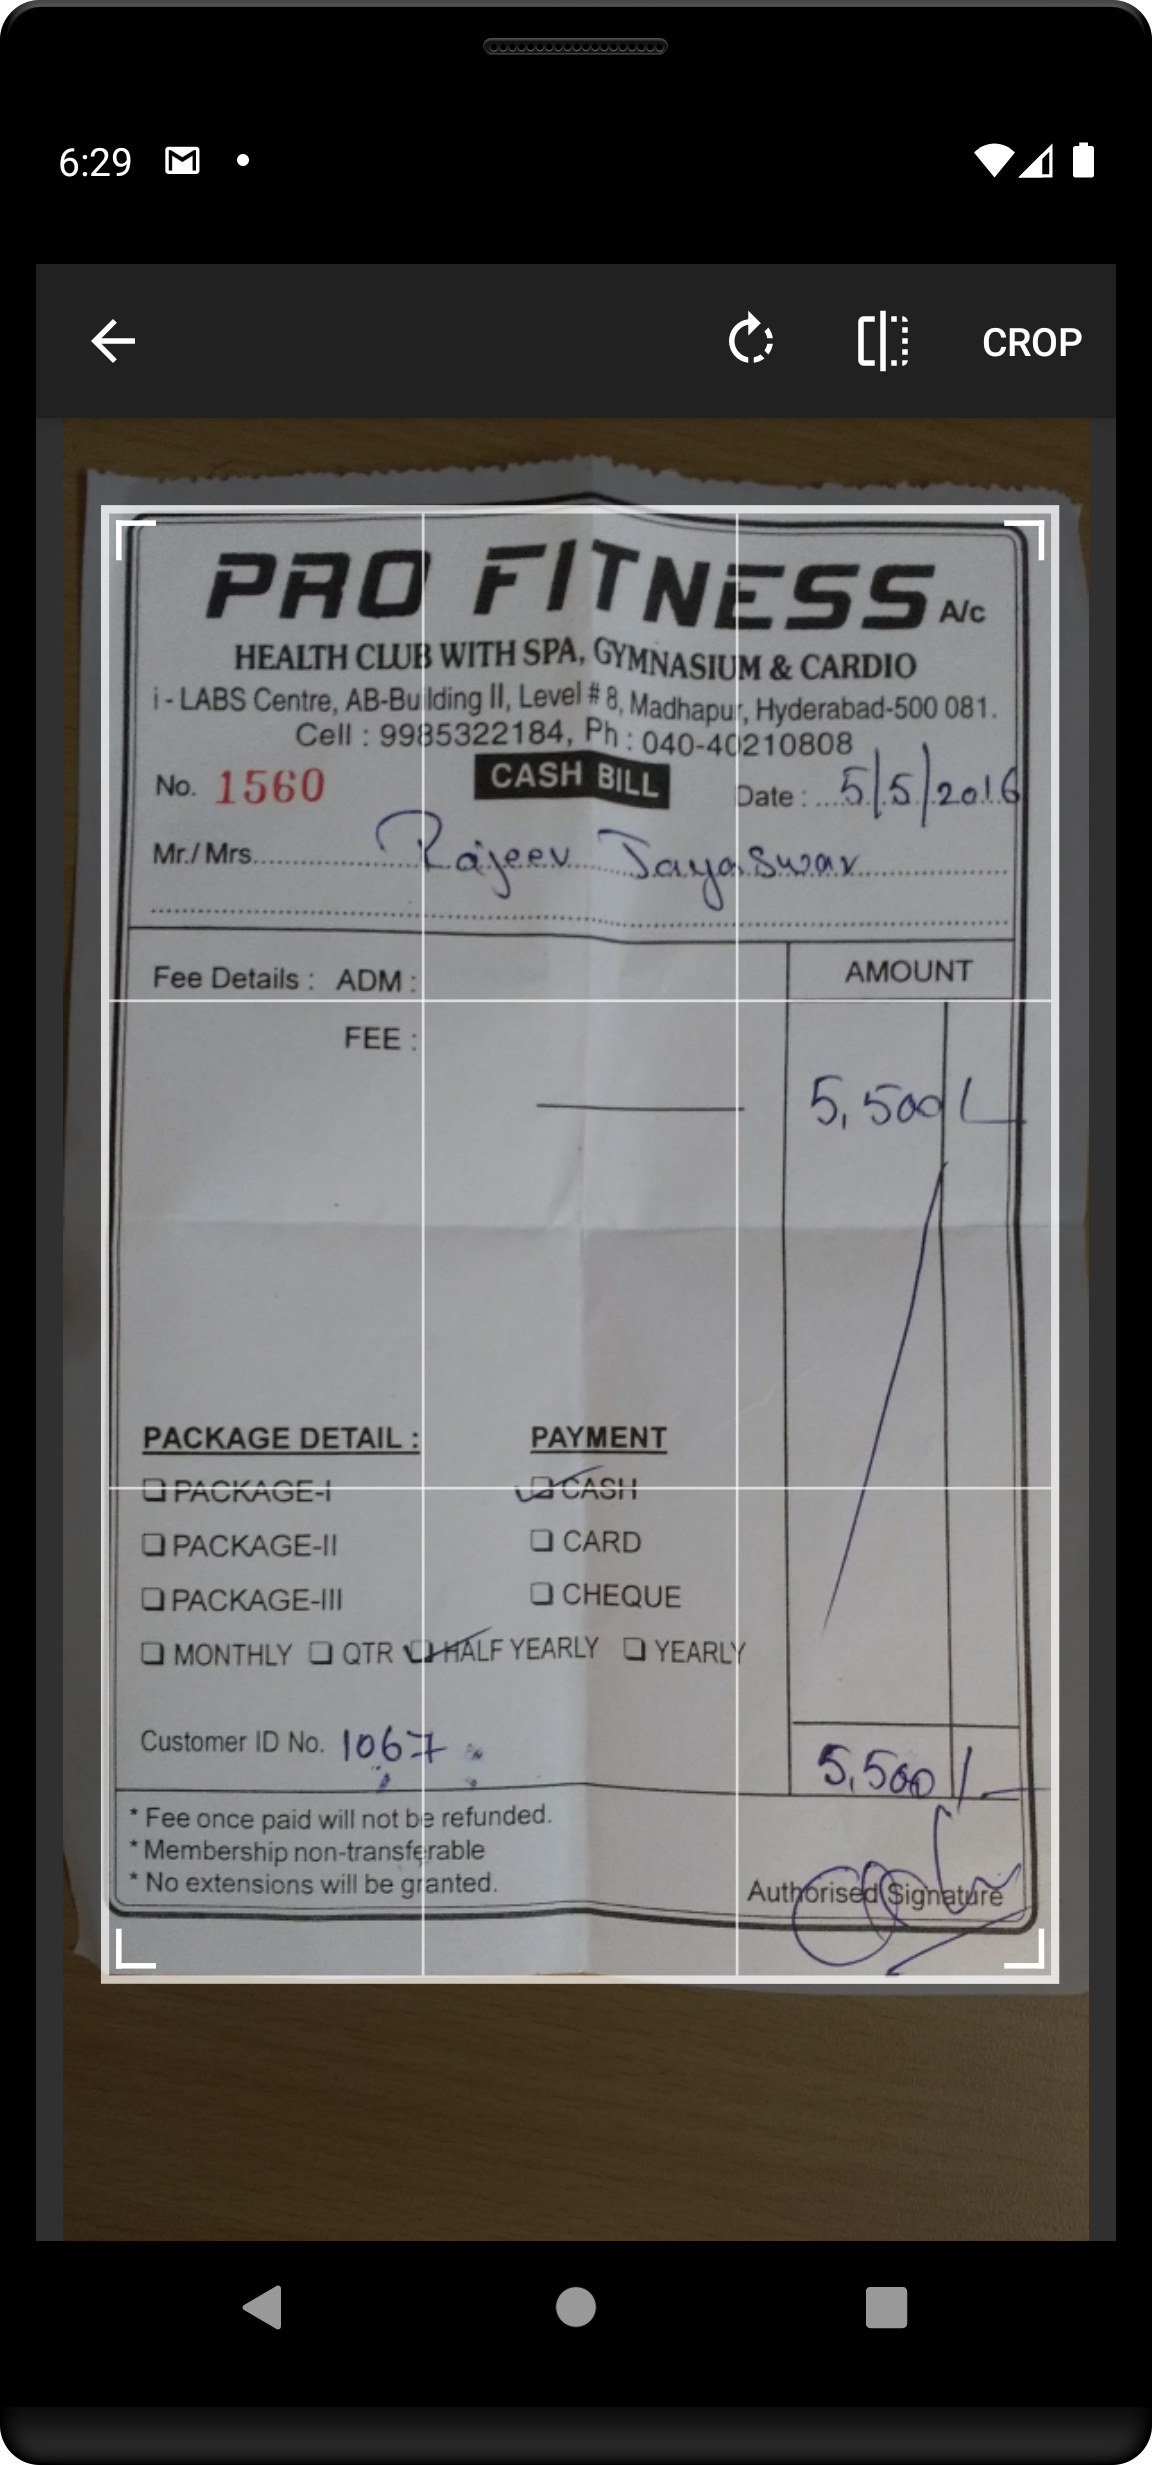 6:29
CROP
PRO FITNESS A/c
HEALTH CLUB WITH SPA, GYMNASIUM & CARDIO
i - LABS Centre, AB-Building II, Level # 8, Madhapur, Hyderabad-500 081.
Cell : 9985322184, Ph : 040-40210808
No. 1560 CASH BILL Date : 5/5/2016
Mr./ Mrs. Rajeev Jayaswar
Fee Details : ADM : AMOUNT
FEE :
5,500/-
PACKAGE DETAIL : PAYMENT
PACKAGE-I CASH
PACKAGE-II CARD
PACKAGE-III CHEQUE
MONTHLY QTR HALF YEARLY YEARLY
Customer ID No. 1067
5,500/-
* Fee once paid will not be refunded.
* Membership non-transferable
* No extensions will be granted.
Authorised Signature